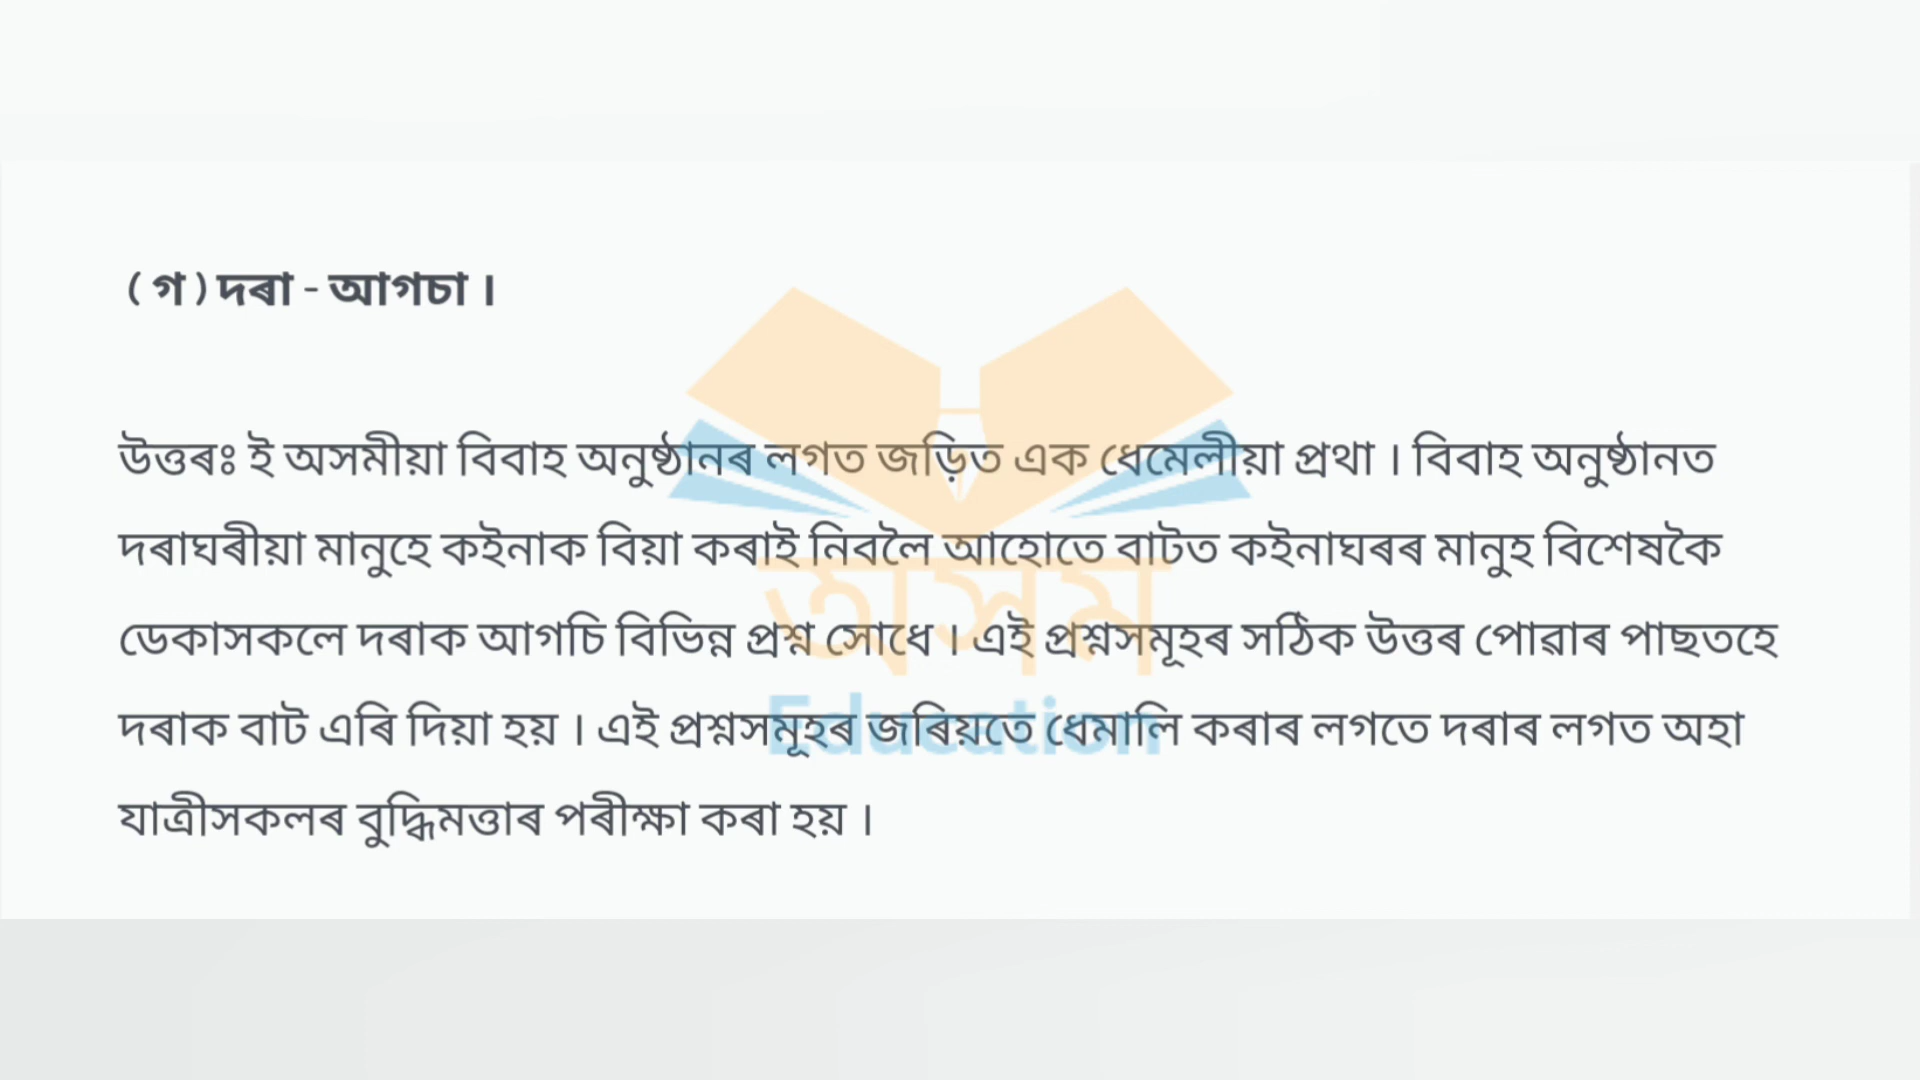 ( গ ) দৰা - আগচা ।
উত্তৰঃ ই অসমীয়া বিবাহ অনুষ্ঠানৰ লগত জড়িত এক ধেমেলীয়া প্ৰথা । বিবাহ অনুষ্ঠানত
দৰাঘৰীয়া মানুহে কইনাক বিয়া কৰাই নিবলৈ আহোতে বাটত কইনাঘৰৰ মানুহ বিশেষকৈ
ডেকাসকলে দৰাক আগচি বিভিন্ন প্ৰশ্ন সোধে । এই প্ৰশ্নসমূহৰ সঠিক উত্তৰ পোৱাৰ পাছতহে
দৰাক বাট এৰি দিয়া হয় । এই প্ৰশ্নসমূহৰ জৰিয়তে ধেমালি কৰাৰ লগতে দৰাৰ লগত অহা
যাত্ৰীসকলৰ বুদ্ধিমত্তাৰ পৰীক্ষা কৰা হয় ।
অসম
Education